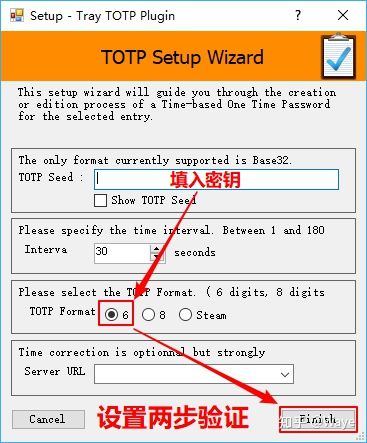 Setup - Tray TOTP Plugin
TOTP Setup Wizard
This setup wizard will guide you through the creation
or edition process of a Time-based One Time Password
for the selected entry.
The only format currently supported is Base32.
TOTP Seed :
填入密钥
Show TOTP Seed
Please specify the time interval. Between 1 and 180
Interva 30 seconds
Please select the TOTP Format. ( 6 digits, 8 digits
TOTP Format 6 8 Steam
Time correction is optionnal but strongly
Server URL
Cancel 设置两步验证 Finish
知乎 @Waye